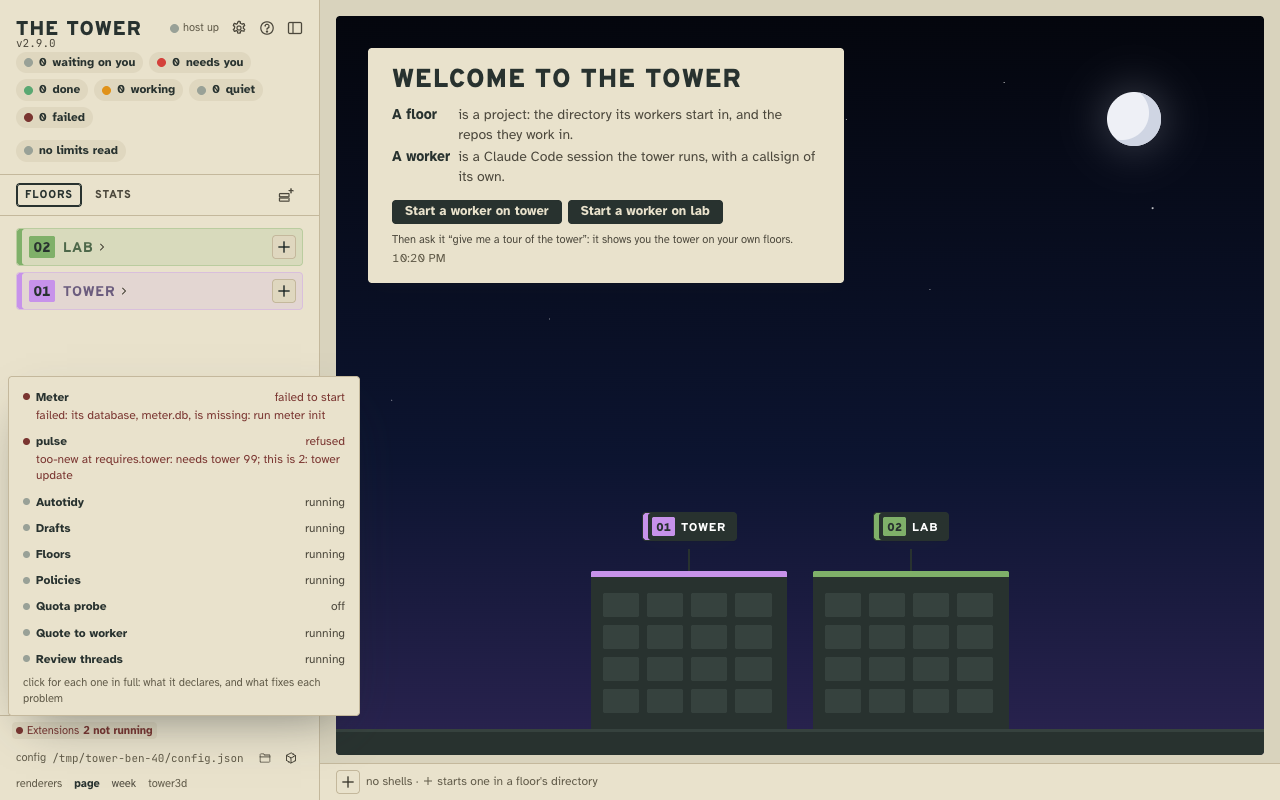 THE TOWER
v2.9.0
host up
0 waiting on you
0 needs you
0 done
0 working
0 quiet
0 failed
no limits read
FLOORS
STATS
02 LAB
01 TOWER
Meter failed to start
failed: its database, meter.db, is missing: run meter init
pulse refused
too-new at requires.tower: needs tower 99; this is 2: tower
update
Autotidy running
Drafts running
Floors running
Policies running
Quota probe off
Quote to worker running
Review threads running
click for each one in full: what it declares, and what fixes each
problem
Extensions 2 not running
config /tmp/tower-ben-40/config.json
renderers page week tower3d
WELCOME TO THE TOWER
A floor is a project: the directory its workers start in, and the
repos they work in.
A worker is a Claude Code session the tower runs, with a callsign of
its own.
Start a worker on tower
Start a worker on lab
Then ask it “give me a tour of the tower”: it shows you the tower on your own floors.
10:20 PM
01 TOWER
02 LAB
no shells · + starts one in a floor's directory